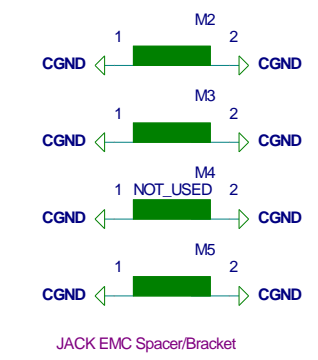 M2
1 2
CGND CGND
M3
1 2
CGND CGND
M4
1 NOT_USED 2
CGND CGND
M5
1 2
CGND CGND
JACK EMC Spacer/Bracket